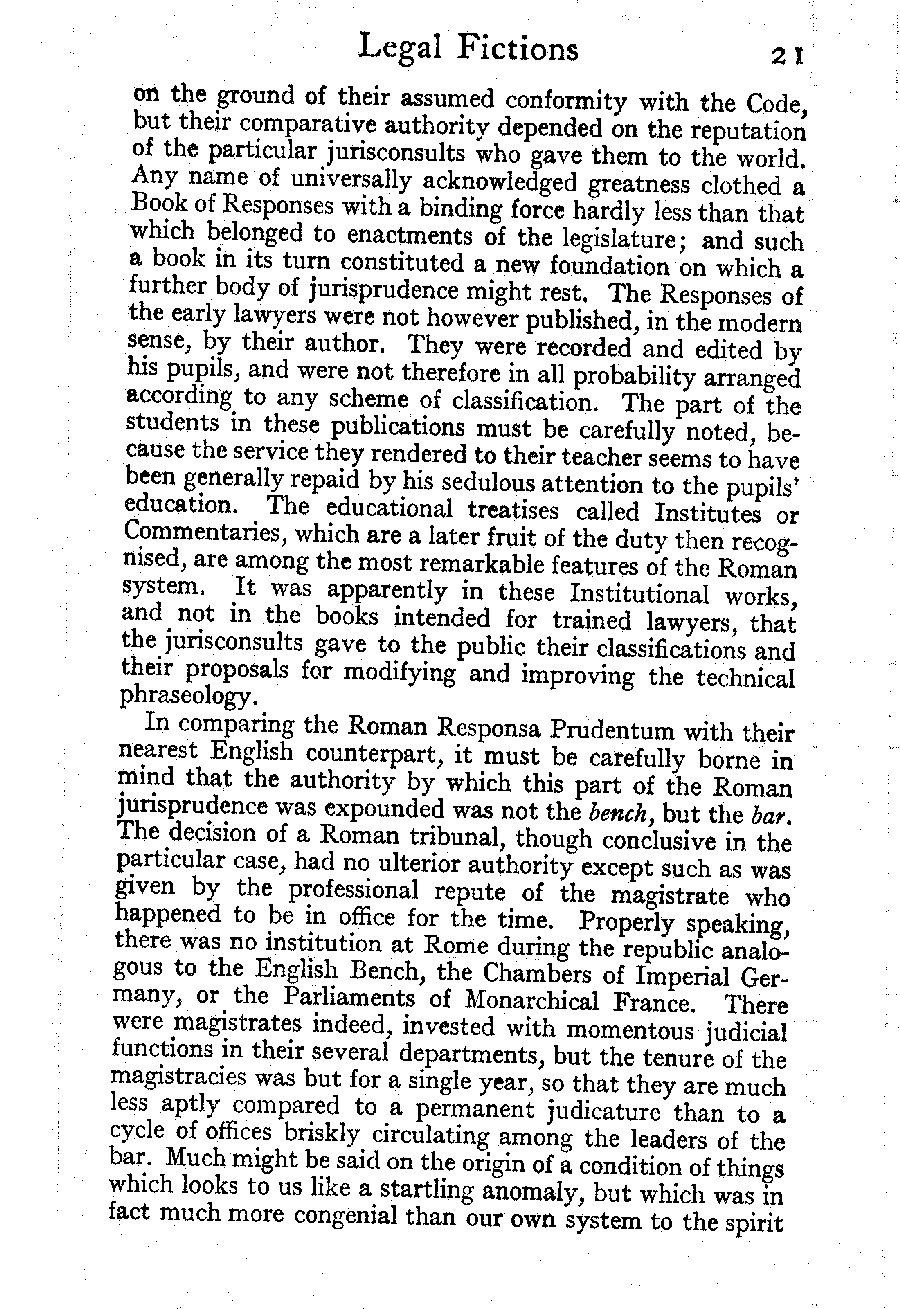 Legal Fictions 21
on the ground of their assumed conformity with the Code,
but their comparative authority depended on the reputation
of the particular jurisconsults who gave them to the world.
Any name of universally acknowledged greatness clothed a
Book of Responses with a binding force hardly less than that
which belonged to enactments of the legislature; and such
a book in its turn constituted a new foundation on which a
further body of jurisprudence might rest. The Responses of
the early lawyers were not however published, in the modern
sense, by their author. They were recorded and edited by
his pupils, and were not therefore in all probability arranged
according to any scheme of classification. The part of the
students in these publications must be carefully noted, be-
cause the service they rendered to their teacher seems to have
been generally repaid by his sedulous attention to the pupils'
education. The educational treatises called Institutes or
Commentaries, which are a later fruit of the duty then recog-
nised, are among the most remarkable features of the Roman
system. It was apparently in these Institutional works,
and not in the books intended for trained lawyers, that
the jurisconsults gave to the public their classifications and
their proposals for modifying and improving the technical
phraseology.
In comparing the Roman Responsa Prudentum with their
nearest English counterpart, it must be carefully borne in
mind that the authority by which this part of the Roman
jurisprudence was expounded was not the bench, but the bar.
The decision of a Roman tribunal, though conclusive in the
particular case, had no ulterior authority except such as was
given by the professional repute of the magistrate who
happened to be in office for the time. Properly speaking,
there was no institution at Rome during the republic analo-
gous to the English Bench, the Chambers of Imperial Ger-
many, or the Parliaments of Monarchical France. There
were magistrates indeed, invested with momentous judicial
functions in their several departments, but the tenure of the
magistracies was but for a single year, so that they are much
less aptly compared to a permanent judicature than to a
cycle of offices briskly circulating among the leaders of the
bar. Much might be said on the origin of a condition of things
which looks to us like a startling anomaly, but which was in
fact much more congenial than our own system to the spirit